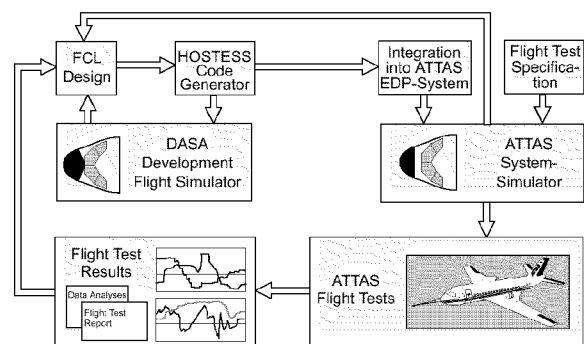 FCL
Design
HOSTESS
Code
Generator
Integration
into ATTAS
EDP-System
Flight Test
Specifica-
tion
DASA
Development
Flight Simulator
ATTAS
System-
Simulator
Flight Test
Results
Data Analyses
Flight Test
Report
ATTAS
Flight Tests